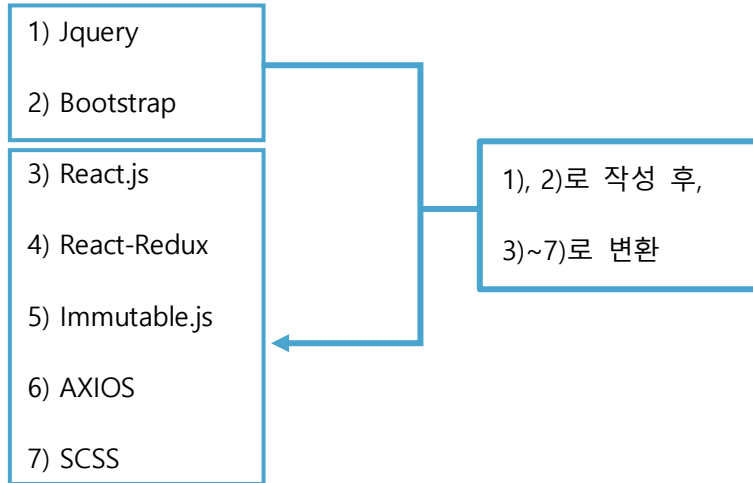 1) Jquery
2) Bootstrap
3) React.js
4) React-Redux
5) Immutable.js
6) AXIOS
7) SCSS
1), 2)로 작성 후,
3)~7)로 변환